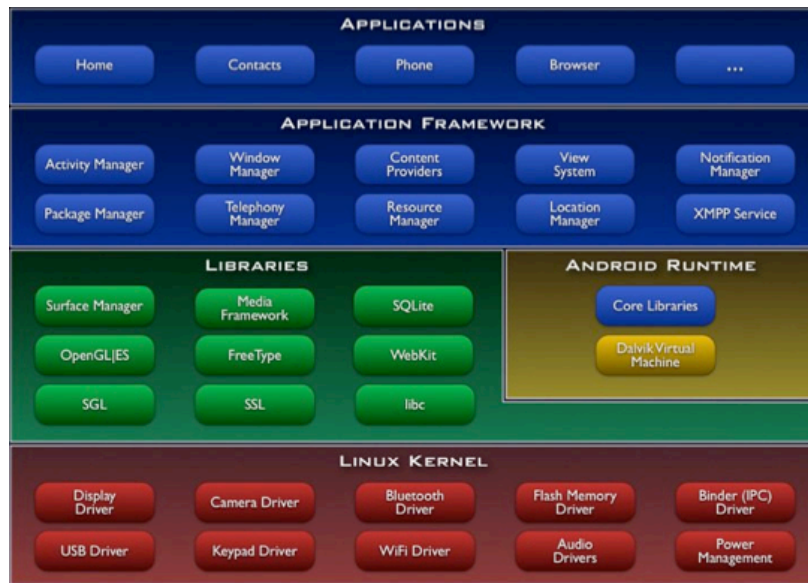 APPLICATIONS
Home Contacts Phone Browser ...
APPLICATION FRAMEWORK
Activity Manager
Window
Manager
Content
Providers
View
System
Notification
Manager
Package Manager
Telephony
Manager
Resource
Manager
Location
Manager
XMPP Service
LIBRARIES
Surface Manager
Media
Framework
SQLite
OpenGL|ES
FreeType
WebKit
SGL
SSL
libc
ANDROID RUNTIME
Core Libraries
Dalvik Virtual
Machine
LINUX KERNEL
Display
Driver
Camera Driver
Bluetooth
Driver
Flash Memory
Driver
Binder (IPC)
Driver
USB Driver
Keypad Driver
WiFi Driver
Audio
Drivers
Power
Management